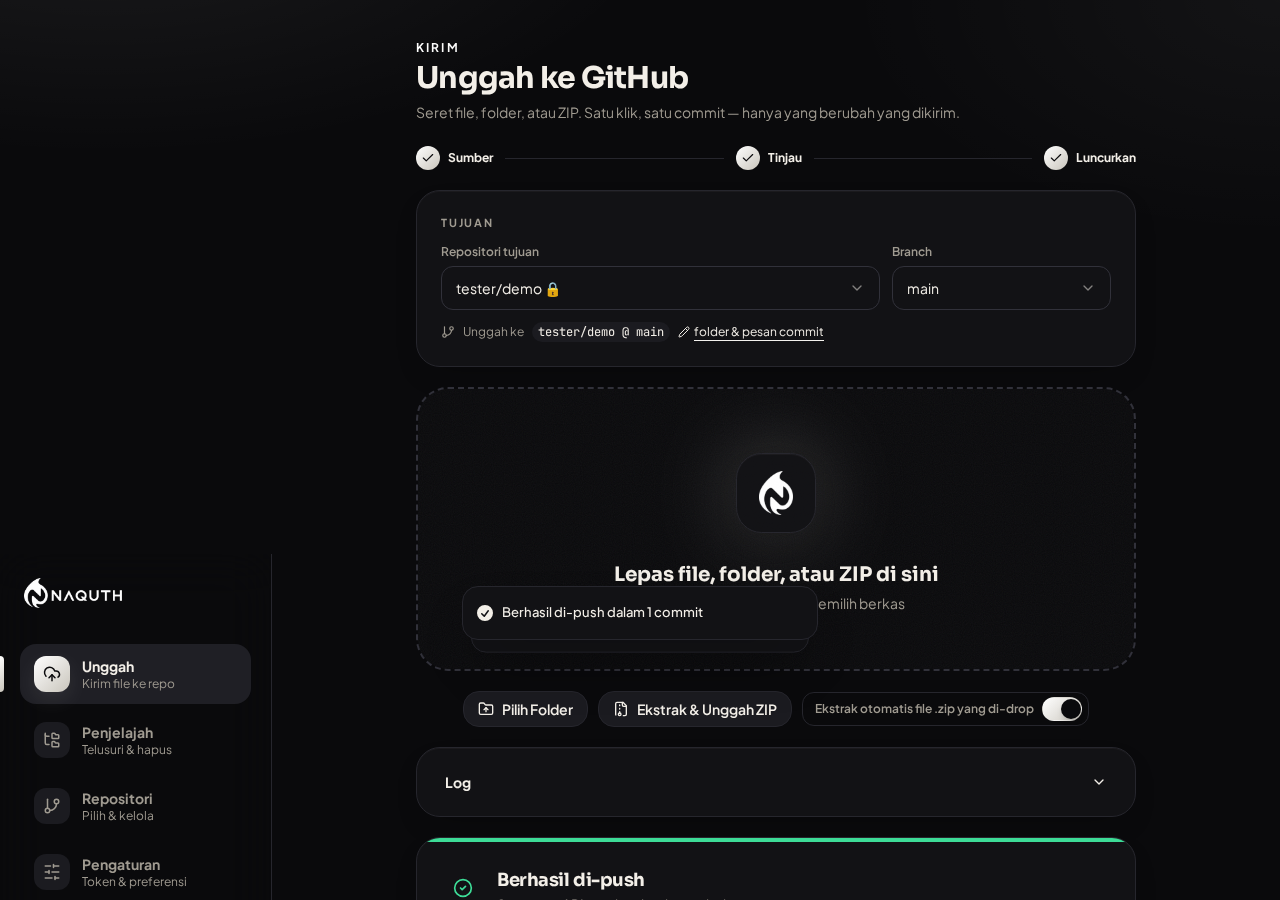 KIRIM
Unggah ke GitHub
Seret file, folder, atau ZIP. Satu klik, satu commit — hanya yang berubah yang dikirim.
Sumber
Tinjau
Luncurkan
TUJUAN
Repositori tujuan
Branch
tester/demo 🔒
main
Unggah ke tester/demo @ main folder & pesan commit
Lepas file, folder, atau ZIP di sini
emilih berkas
Berhasil di-push dalam 1 commit
Pilih Folder
Ekstrak & Unggah ZIP
Ekstrak otomatis file .zip yang di-drop
Log
Berhasil di-push
NAQUTH
Unggah
Kirim file ke repo
Penjelajah
Telusuri & hapus
Repositori
Pilih & kelola
Pengaturan
Token & preferensi